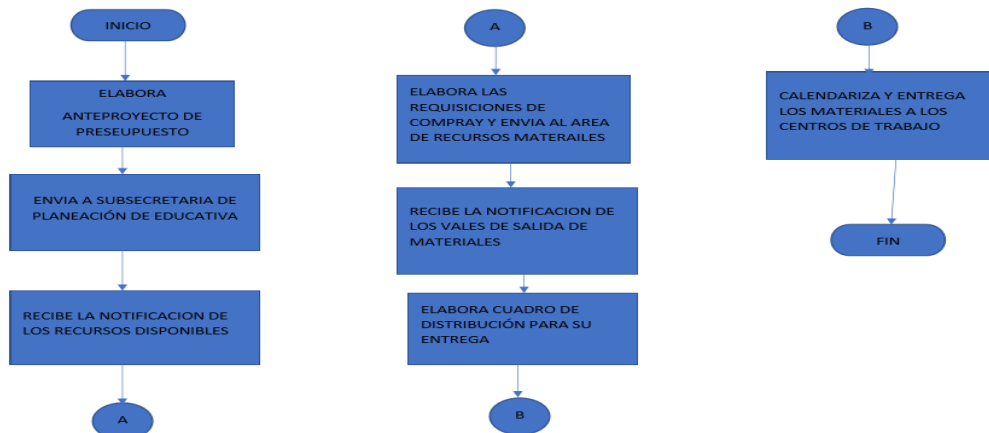 INICIO
ELABORA
ANTEPROYECTO DE
PRESEUPUESTO
ENVIA A SUBSECRETARIA DE
PLANEACIÓN DE EDUCATIVA
RECIBE LA NOTIFICACION DE
LOS RECURSOS DISPONIBLES
A
A
ELABORA LAS
REQUISICIONES DE
COMPRAY Y ENVIA AL AREA
DE RECURSOS MATERAILES
RECIBE LA NOTIFICACION DE
LOS VALES DE SALIDA DE
MATERIALES
ELABORA CUADRO DE
DISTRIBUCIÓN PARA SU
ENTREGA
B
B
CALENDARIZA Y ENTREGA
LOS MATERIALES A LOS
CENTROS DE TRABAJO
FIN